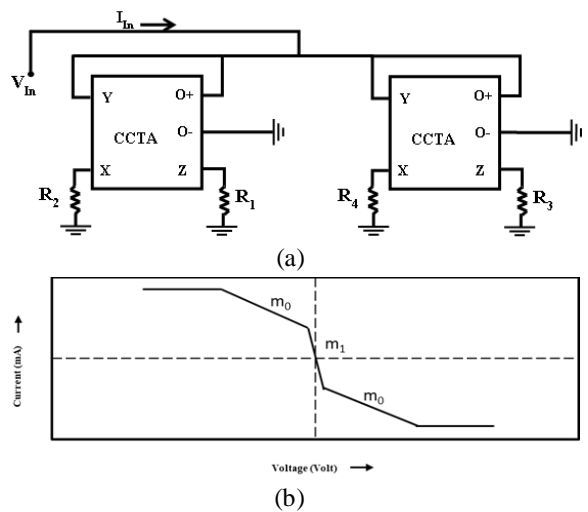 I_In
V_In
Y O+ Y O+
CCTA O- CCTA O-
X Z X Z
R_2 R_1 R_4 R_3
(a)
m_0
m_1
m_0
Current (mA)
Voltage (Volt)
(b)